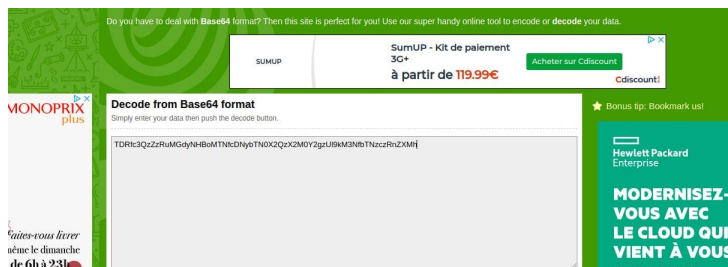 Do you have to deal with Base64 format? Then this site is perfect for you! Use our super handy online tool to encode or decode your data.
SUMUP
SumUP - Kit de paiement
3G+
à partir de 119.99€
Acheter sur Cdiscount
Cdiscount
MONOPRIX
plus
Faites-vous livrer
même le dimanche
de 6h à 23h
Decode from Base64 format
Simply enter your data then push the decode button.
TDRfc3QzZzRuMGdyNHBoMTNfcDNybTN0X2QzX2M0Y2gzUl9kM3NfbTNzczRnZXMh
Bonus tip: Bookmark us!
Hewlett Packard
Enterprise
MODERNISEZ-
VOUS AVEC
LE CLOUD QUI
VIENT À VOUS